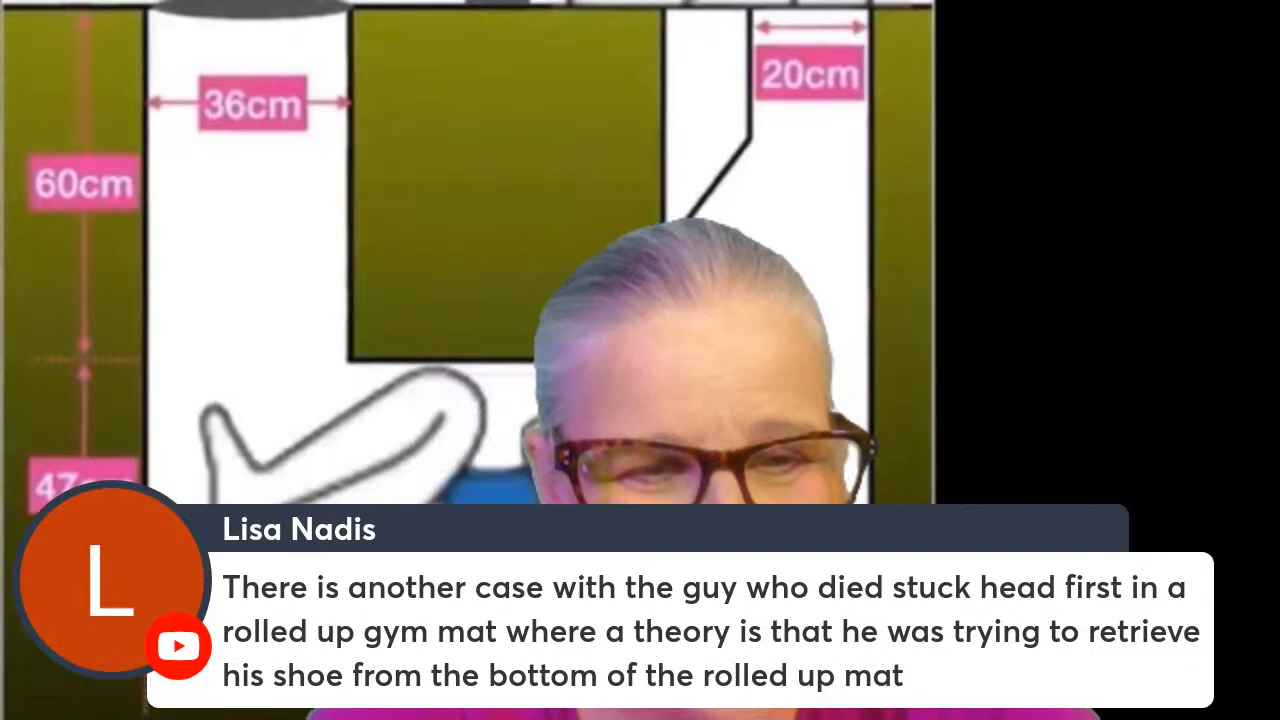 36cm
20cm
60cm
L
Lisa Nadis
There is another case with the guy who died stuck head first in a
rolled up gym mat where a theory is that he was trying to retrieve
his shoe from the bottom of the rolled up mat